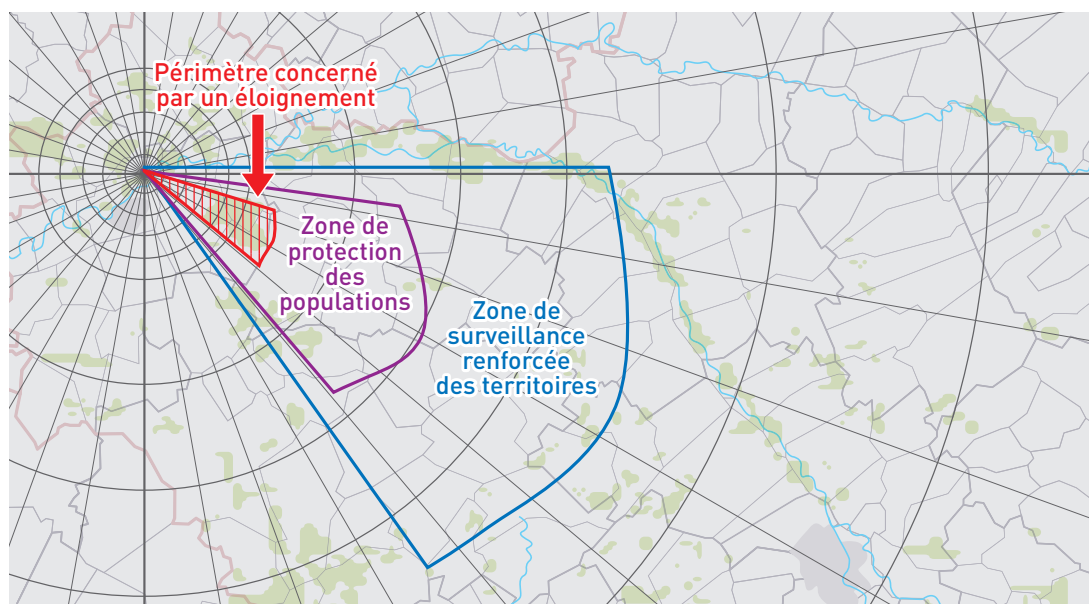 Périmètre concerné
par un éloignement
Zone de
protection
des
populations
Zone de
surveillance
renforcée
des territoires